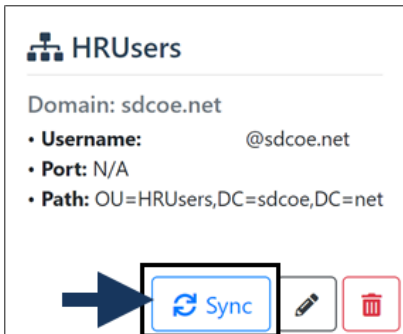 HRUsers
Domain: sdcoe.net
• Username: @sdcoe.net
• Port: N/A
• Path: OU=HRUsers,DC=sdcoe,DC=net
Sync